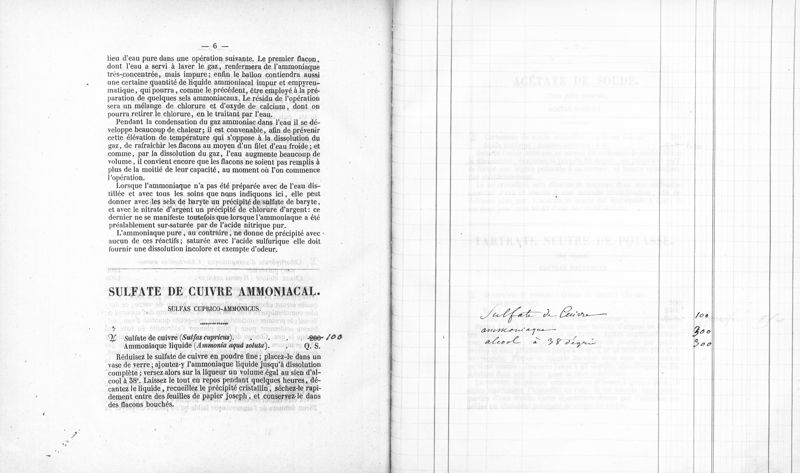 — 6 —
lieu d'eau pure dans une opération suivante. Le premier flacon,
dont l'eau a servi à laver le gaz, renfermera de l'ammoniaque
très-concentrée, mais impure; enfin le ballon contiendra aussi
une certaine quantité de liquide ammoniacal impur et empyreu-
matique, qui pourra, comme le précédent, être employé à la pré-
paration de quelques sels ammoniacaux. Le résidu de l'opération
sera un mélange de chlorure et d'oxyde de calcium, dont on
pourra retirer le chlorure, en le traitant par l'eau.
Pendant la condensation du gaz ammoniac dans l'eau il se dé-
veloppe beaucoup de chaleur; il est convenable, afin de prévenir
cette élévation de température qui s'oppose à la dissolution du
gaz, de rafraichir les flacons au moyen d'un filet d'eau froide; et
comme, par la dissolution du gaz, l'eau augmente beaucoup de
volume, il convient encore que les flacons ne soient pas remplis à
plus de la moitié de leur capacité, au moment où l'on commence
l'opération.
Lorsque l'ammoniaque n'a pas été préparée avec de l'eau dis-
tillée et avec tous les soins que nous indiquons ici, elle peut
donner avec les sels de baryte un précipité de sulfate de baryte,
et avec le nitrate d'argent un précipité de chlorure d'argent: ce
dernier ne se manifeste toutefois que lorsque l'ammoniaque a été
préalablement sur-saturée par de l'acide nitrique pur.
L'ammoniaque pure, au contraire, ne donne de précipité avec
aucun de ces réactifs; saturée avec l'acide sulfurique elle doit
fournir une dissolution incolore et exempte d'odeur.
SULFATE DE CUIVRE AMMONIACAL.
SULFAS CUPRICO-AMMONICUS.
Sulfate de cuivre (Sulfas cupricus). . . . 200 100
Ammoniaque liquide (Ammonia aquâ soluta). . . Q. S.
Réduisez le sulfate de cuivre en poudre fine; placez-le dans un
vase de verre; ajoutez-y l'ammoniaque liquide jusqu'à dissolution
complète; versez alors sur la liqueur un volume égal au sien d'al-
cool à 38°. Laissez le tout en repos pendant quelques heures, dé-
cantez le liquide, recueillez le précipité cristallin, séchez-le rapi-
dement entre des feuilles de papier joseph, et conservez-le dans
des flacons bouchés.
ACÉTATE DE SOUDE.
TARTRATE NEUTRE DE POTASSE.
Sulfate de Cuivre 100
ammoniaque 300
alcool à 38 dégrés 300